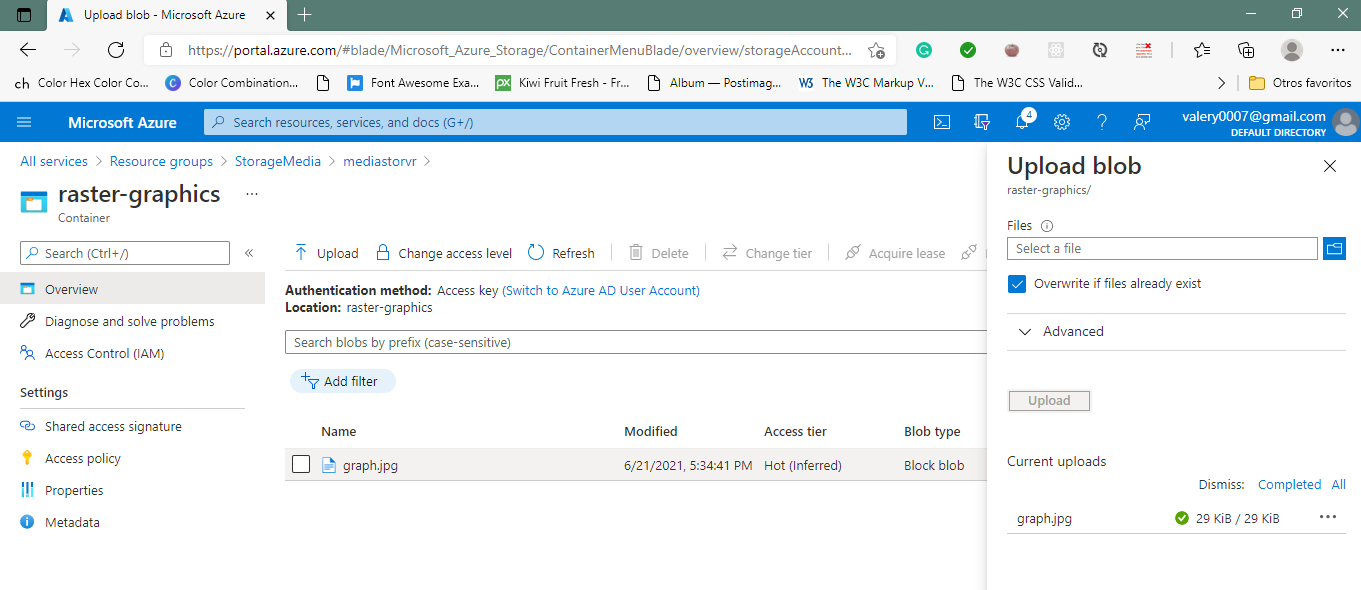 Upload blob - Microsoft Azure
https://portal.azure.com/#blade/Microsoft_Azure_Storage/ContainerMenuBlade/overview/storageAccount...
ch Color Hex Color Co...
C Color Combination...
Font Awesome Exa...
px Kiwi Fruit Fresh - Fr...
Album — Postimag...
W3 The W3C Markup V...
The W3C CSS Valid...
Otros favoritos
Microsoft Azure
Search resources, services, and docs (G+/)
4
valery0007@gmail.com
DEFAULT DIRECTORY
All services > Resource groups > StorageMedia > mediastorvr >
raster-graphics ...
Container
Search (Ctrl+/) «
Overview
Diagnose and solve problems
Access Control (IAM)
Settings
Shared access signature
Access policy
Properties
Metadata
Upload Change access level Refresh Delete Change tier Acquire lease
Authentication method: Access key (Switch to Azure AD User Account)
Location: raster-graphics
Search blobs by prefix (case-sensitive)
Add filter
Name Modified Access tier Blob type
graph.jpg 6/21/2021, 5:34:41 PM Hot (Inferred) Block blob
Upload blob
raster-graphics/
Files
Select a file
Overwrite if files already exist
Advanced
Upload
Current uploads
Dismiss: Completed All
graph.jpg 29 KiB / 29 KiB ...